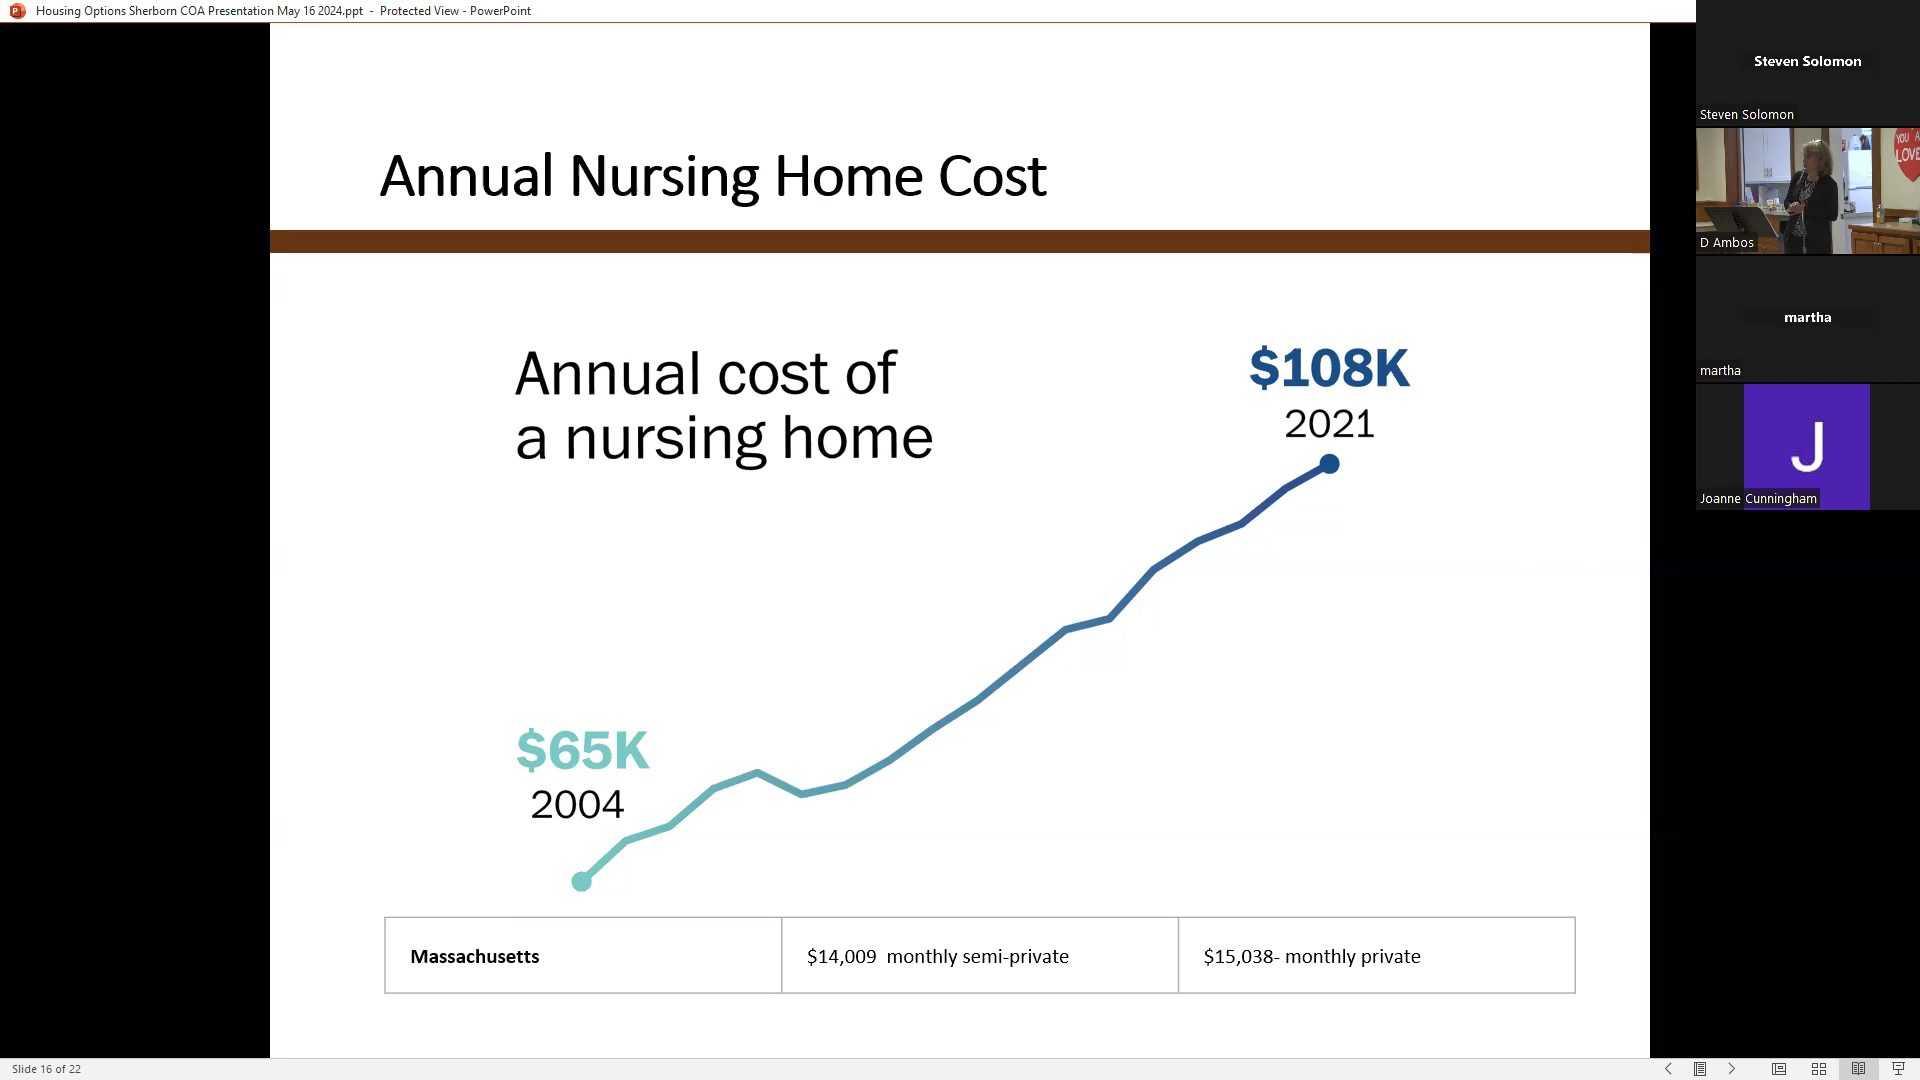 Housing Options Sherborn COA Presentation May 16 2024.ppt  -  Protected View - PowerPoint
Annual Nursing Home Cost
Annual cost of
a nursing home
$108K
2021
$65K
2004
Massachusetts
$14,009  monthly semi-private
$15,038- monthly private
Slide 16 of 22
Steven Solomon
Steven Solomon
YOU A
LOVE
D Ambos
martha
martha
J
Joanne Cunningham